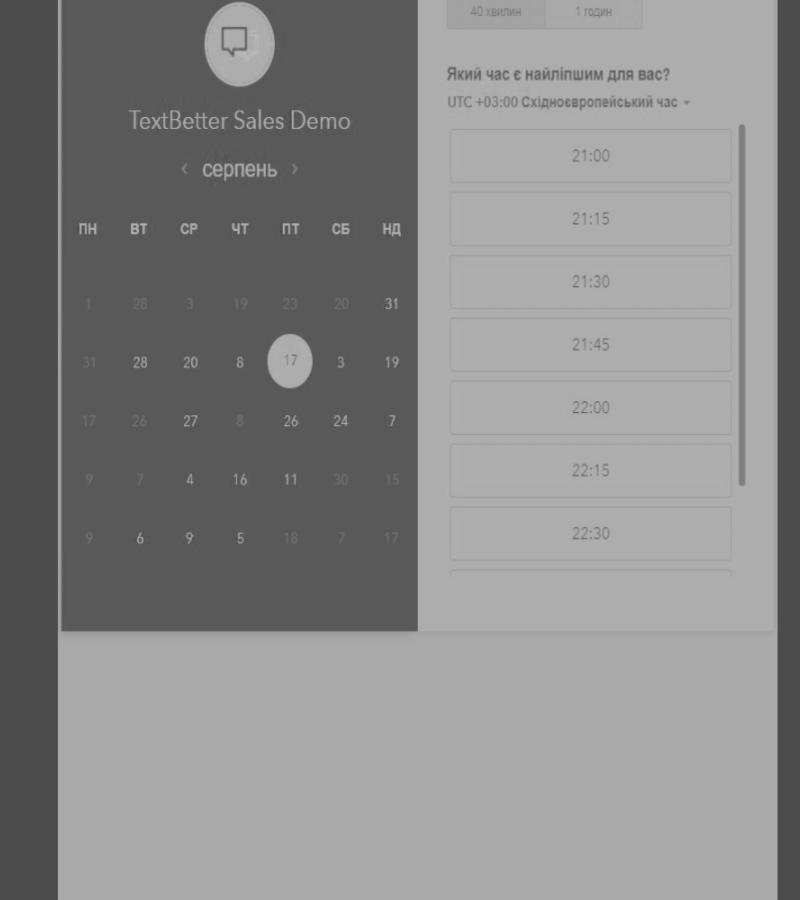 40 хвилин 1 годин
TextBetter Sales Demo
‹ серпень ›
ПН ВТ СР ЧТ ПТ СБ НД
1 28 3 19 23 20 31
31 28 20 8 17 3 19
17 26 27 8 26 24 7
9 7 4 16 11 30 15
9 6 9 5 18 7 17
Який час є найліпшим для вас?
UTC +03:00 Східноєвропейський час
21:00
21:15
21:30
21:45
22:00
22:15
22:30